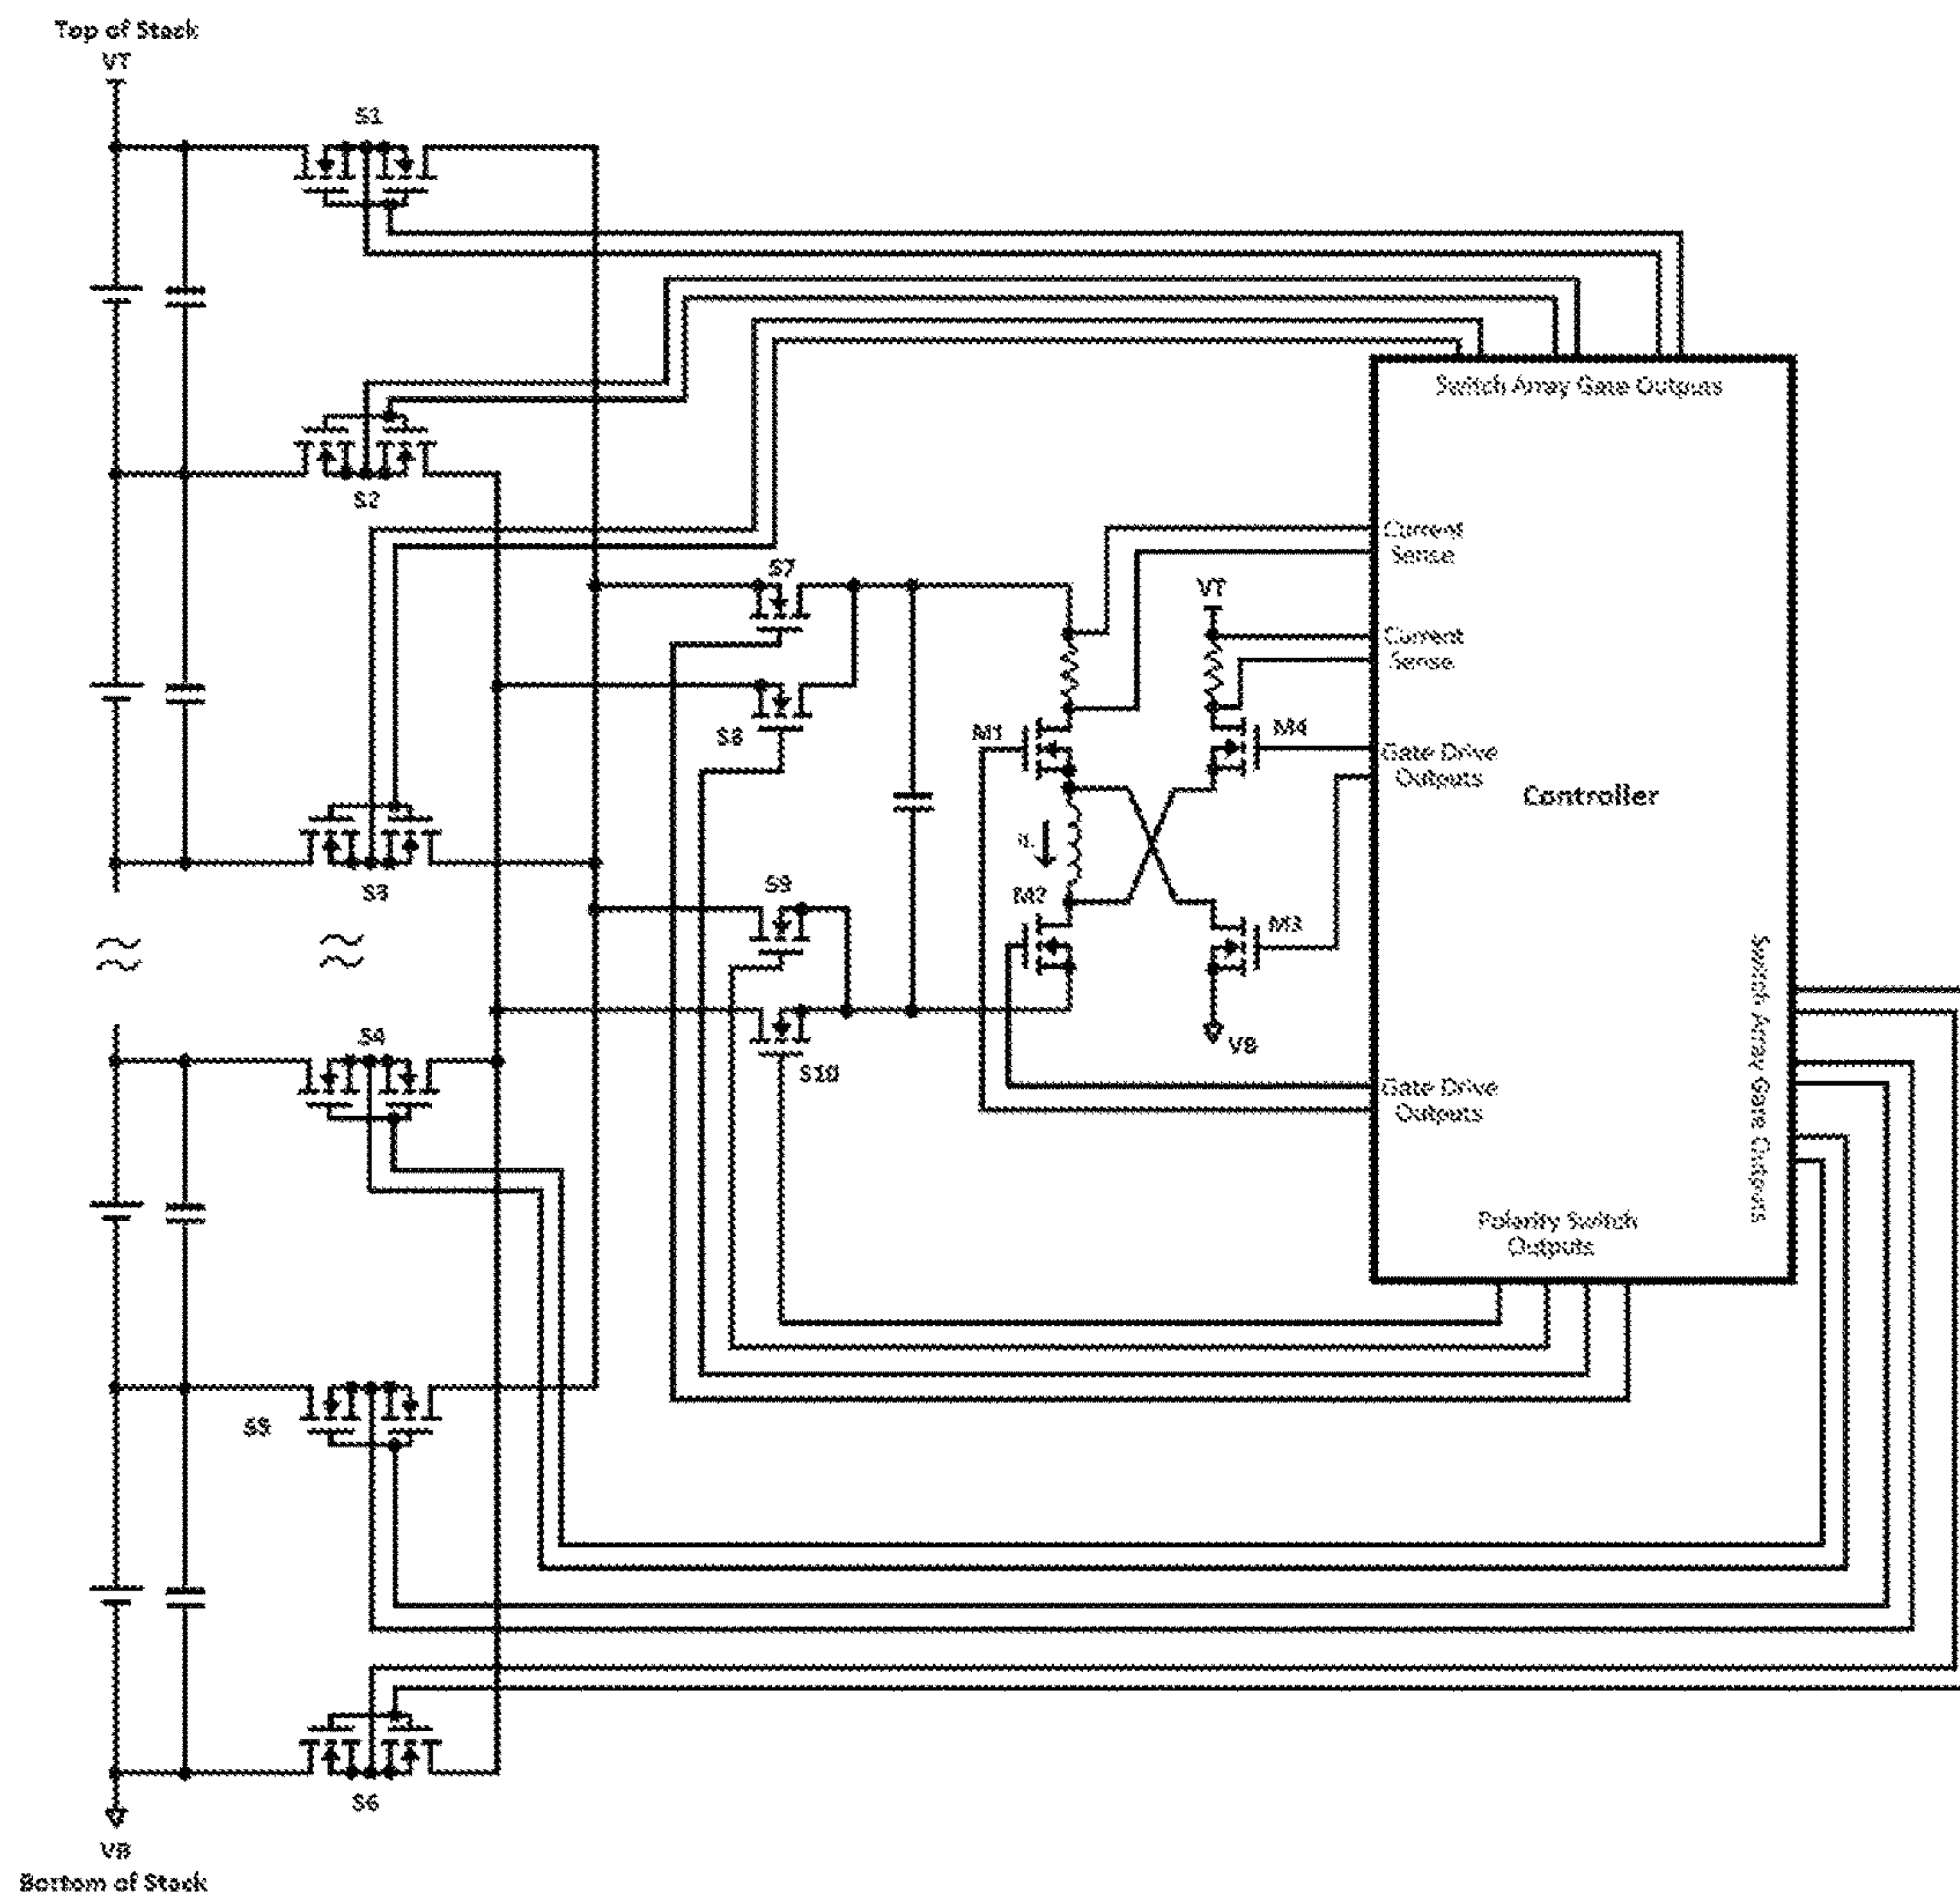 Top of Stack
VT
S1
Switch Array Gate Outputs
S2
Current
Sense
S7
VT
Current
Sense
S8
M1
M4
Gate Drive
Outputs
Controller
S3
S9
M2
M3
S4
VB
S10
Gate Drive
Outputs
Switch Array Gate Outputs
Polarity Switch
Outputs
S5
S6
VB
Bottom of Stack